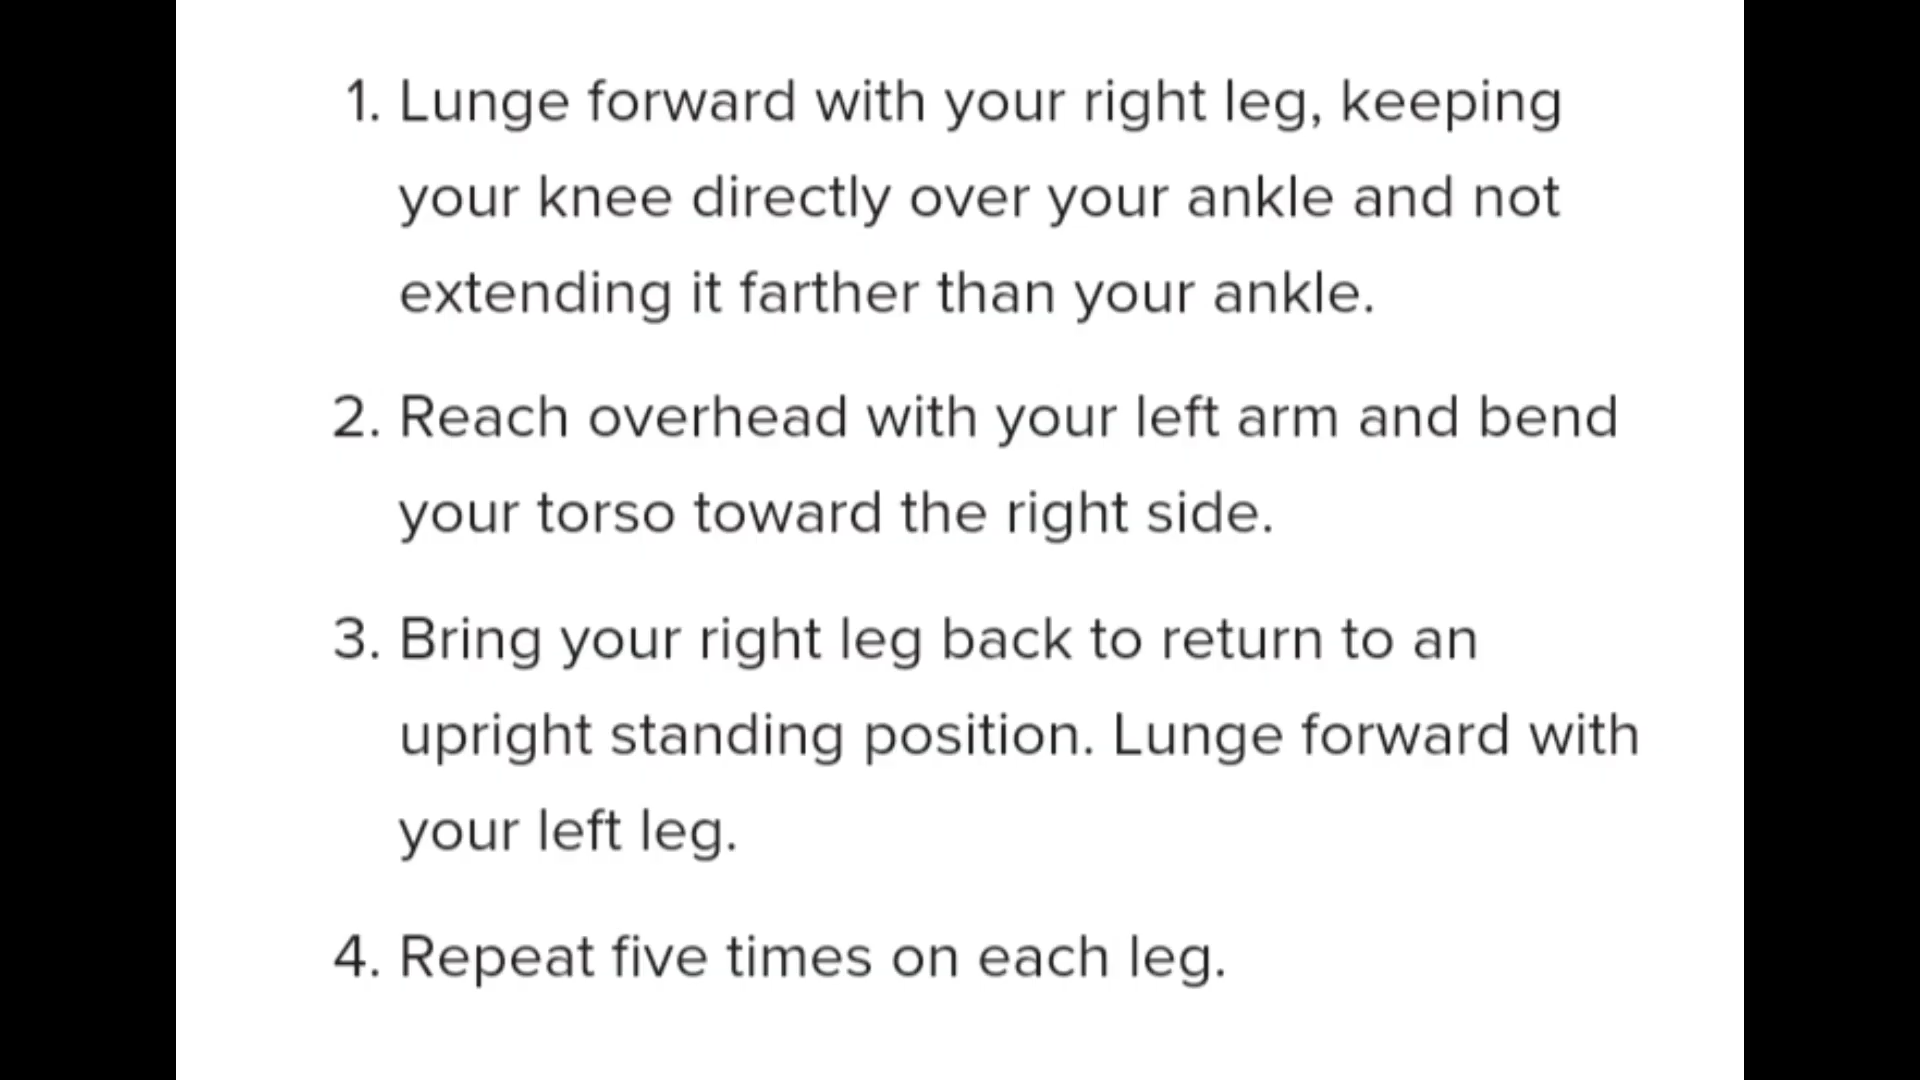 1. Lunge forward with your right leg, keeping
your knee directly over your ankle and not
extending it farther than your ankle.
2. Reach overhead with your left arm and bend
your torso toward the right side.
3. Bring your right leg back to return to an
upright standing position. Lunge forward with
your left leg.
4. Repeat five times on each leg.